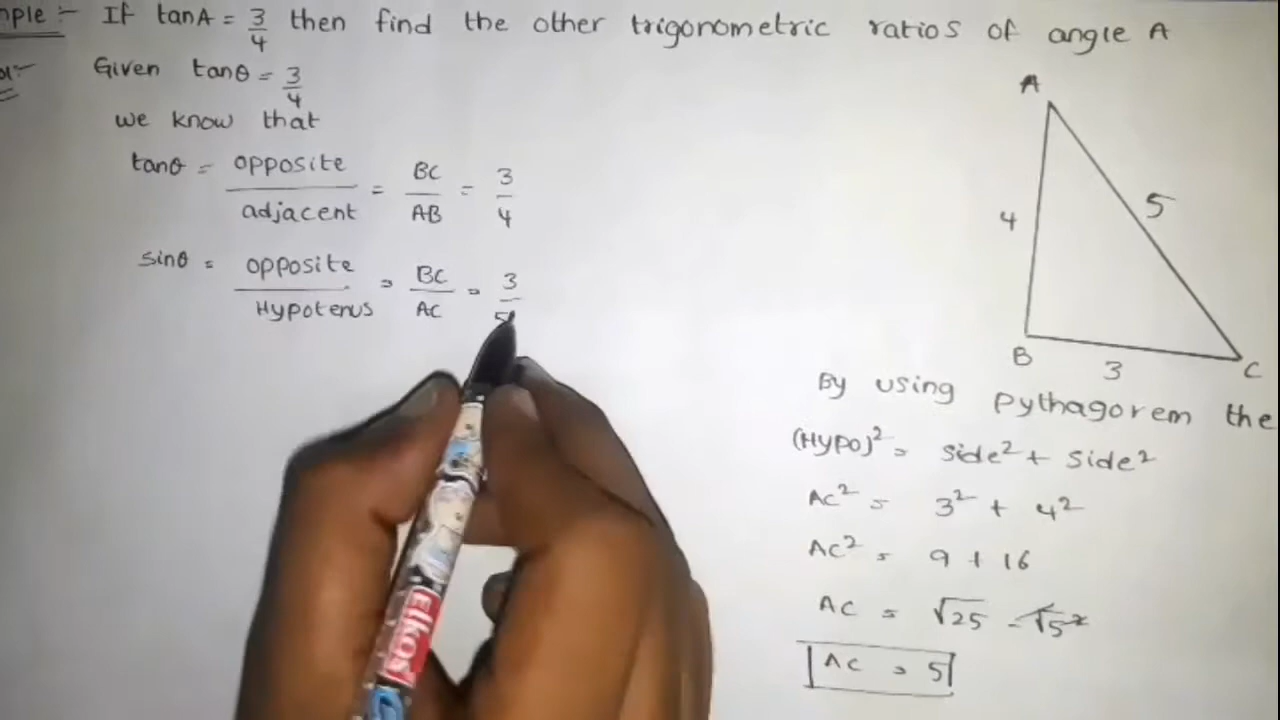 If tanA = 3/4 then find the other trigonometric ratios of angle A
Given tanθ = 3/4
we know that
tanθ = opposite/adjacent = BC/AB = 3/4
sinθ = opposite/Hypotenus = BC/AC = 3/5
A
4
5
B
3
C
By using pythagorem the
(Hypo)² = side² + side²
AC² = 3² + 4²
AC² = 9 + 16
AC = √25 = √5²
AC = 5
elkos